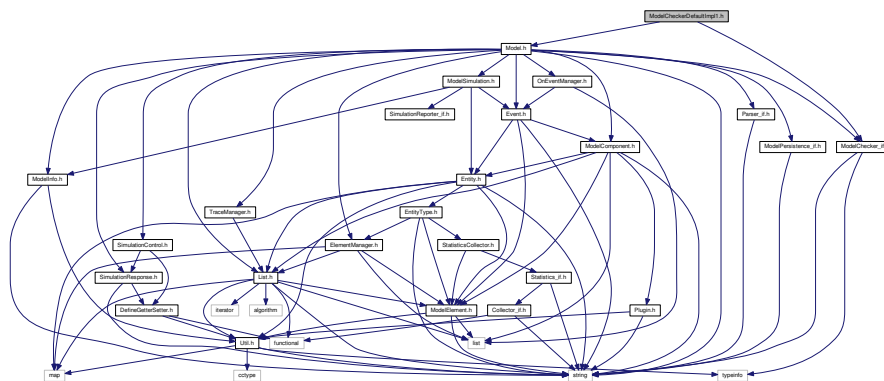 ModelCheckerDefaultImpl1.h
Model.h
ModelSimulation.h
OnEventManager.h
SimulationReporter_if.h
Event.h
Parser_if.h
ModelComponent.h
ModelPersistence_if.h
ModelChecker_if
ModelInfo.h
Entity.h
TraceManager.h
EntityType.h
SimulationControl.h
ElementManager.h
StatisticsCollector.h
SimulationResponse.h
List.h
Statistics_if.h
DefineGetterSetter.h
iterator
algorithm
ModelElement.h
Collector_if.h
Plugin.h
Util.h
functional
list
map
cctype
string
typeinfo